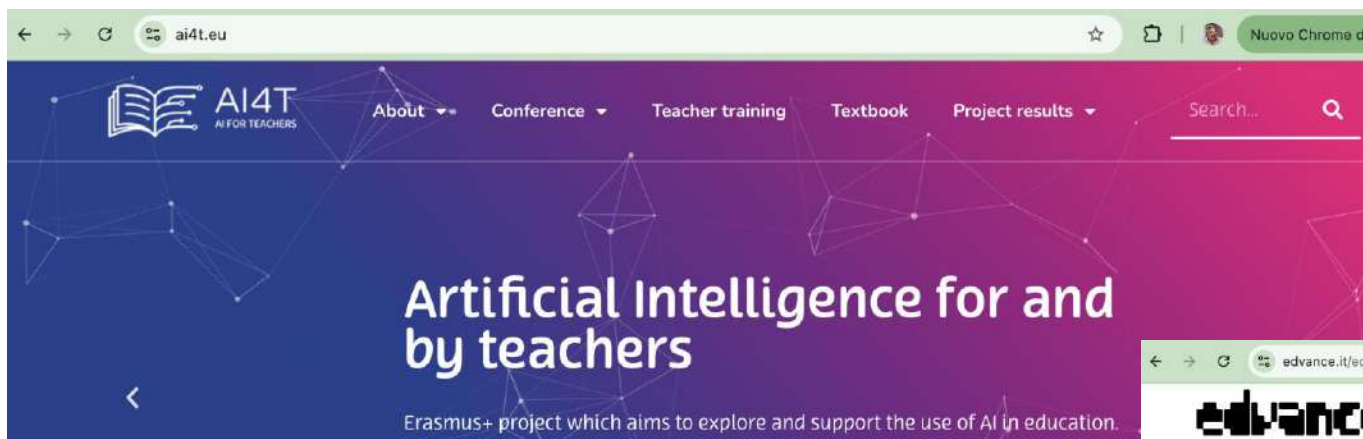 ai4t.eu
Nuovo Chrome d
AI4T
AI FOR TEACHERS
About
Conference
Teacher training
Textbook
Project results
Search...
Artificial Intelligence for and
by teachers
Erasmus+ project which aims to explore and support the use of AI in education.
edvance.it/ed
edvanc